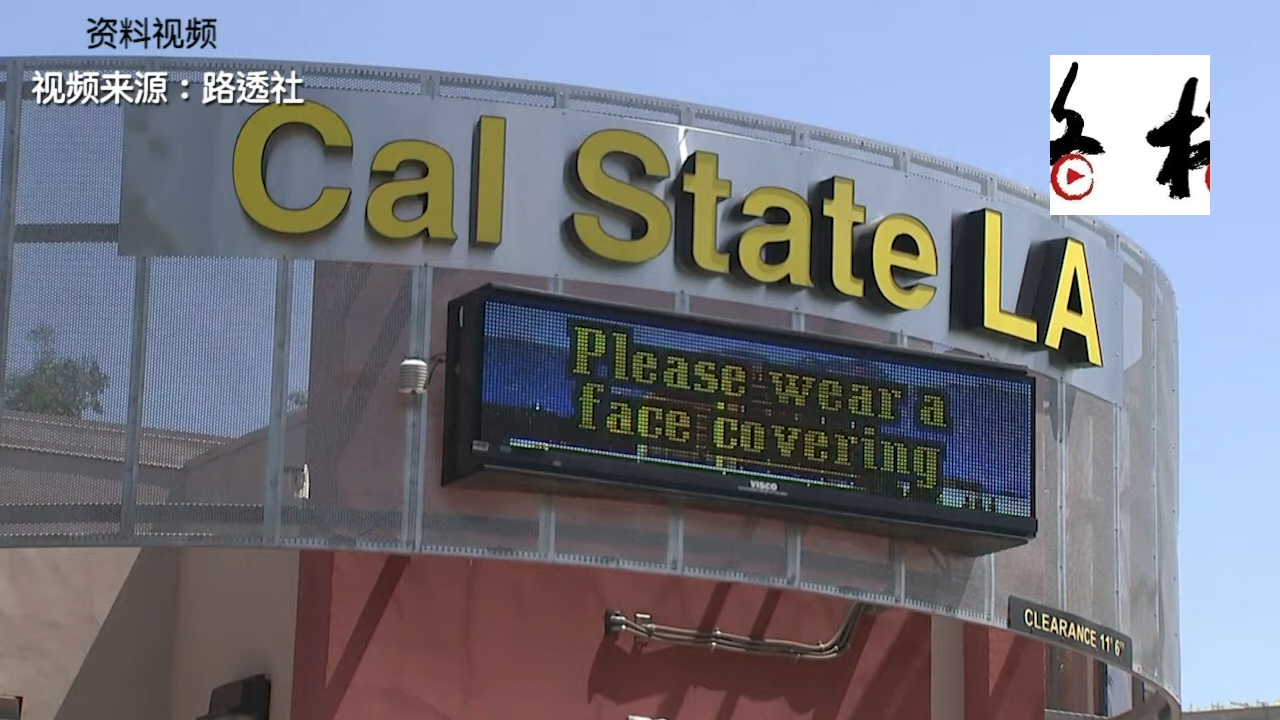 资料视频
视频来源：路透社
Cal State LA
Please wear a
face covering
VISCO
CLEARANCE 11' 6"